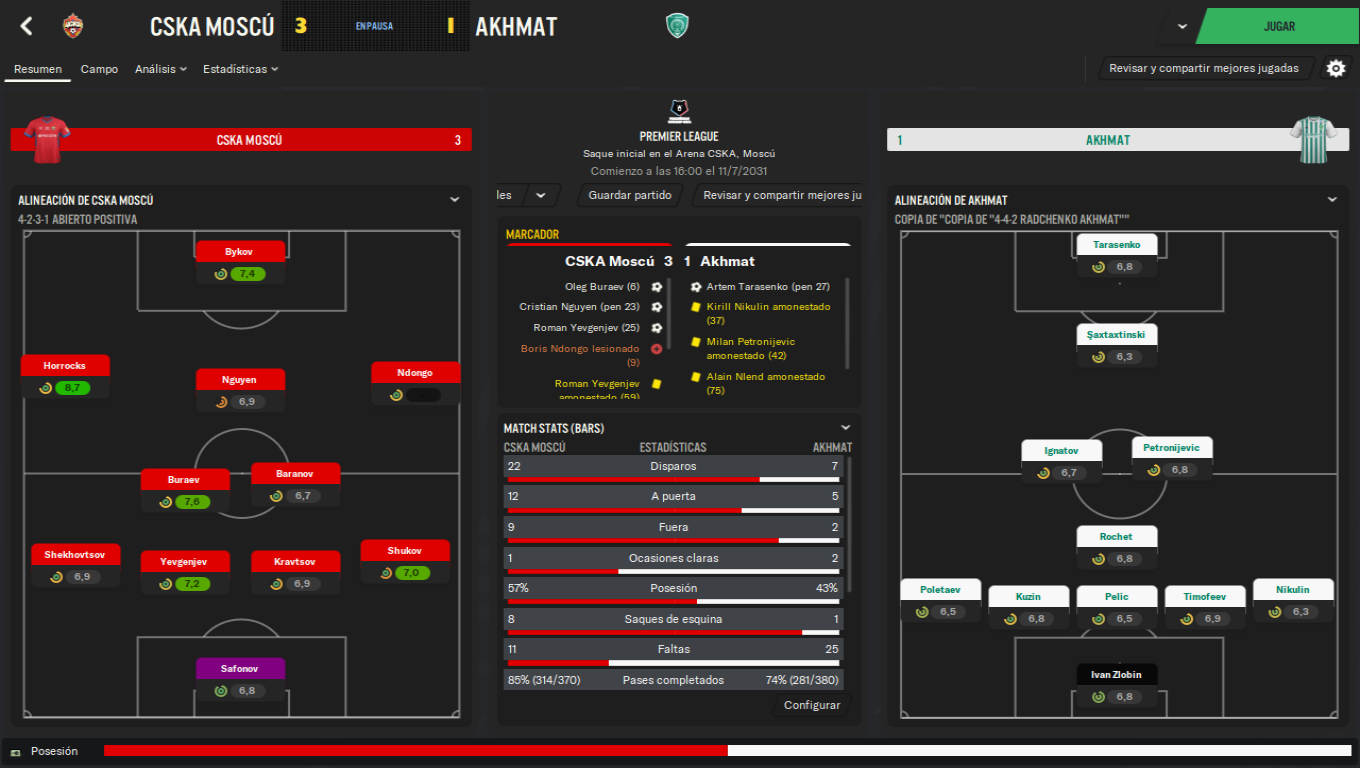 CSKA MOSCÚ 3 EN PAUSA 1 AKHMAT
JUGAR
Resumen Campo Análisis Estadísticas
Revisar y compartir mejores jugadas
CSKA MOSCÚ 3
PREMIER LEAGUE
Saque inicial en el Arena CSKA, Moscú
Comienzo a las 16:00 el 11/7/2031
les Guardar partido Revisar y compartir mejores ju
1 AKHMAT
ALINEACIÓN DE CSKA MOSCÚ
4-2-3-1 ABIERTO POSITIVA
Bykov
7,4
Horrocks
8,7
Nguyen
6,9
Ndongo
-
Buraev
7,6
Baranov
6,7
Shekhovtsov
6,9
Yevgenjev
7,2
Kravtsov
6,9
Shukov
7,0
Safonov
6,8
MARCADOR
CSKA Moscú 3 1 Akhmat
Oleg Buraev (6)
Cristian Nguyen (pen 23)
Roman Yevgenjev (25)
Boris Ndongo lesionado
(9)
Roman Yevgenjev
amonestado (59)
Artem Tarasenko (pen 27)
Kirill Nikulin amonestado
(37)
Milan Petronijevic
amonestado (42)
Alain Nlend amonestado
(75)
MATCH STATS (BARS)
CSKA MOSCÚ ESTADÍSTICAS AKHMAT
22 Disparos 7
12 A puerta 5
9 Fuera 2
1 Ocasiones claras 2
57% Posesión 43%
8 Saques de esquina 1
11 Faltas 25
85% (314/370) Pases completados 74% (281/380)
Configurar
ALINEACIÓN DE AKHMAT
COPIA DE "COPIA DE "4-4-2 RADCHENKO AKHMAT""
Tarasenko
6,8
Şaxtaxtinski
6,3
Ignatov
6,7
Petronijevic
6,8
Rochet
6,8
Poletaev
6,5
Kuzin
6,8
Pelic
6,5
Timofeev
6,9
Nikulin
6,3
Ivan Zlobin
6,8
Posesión